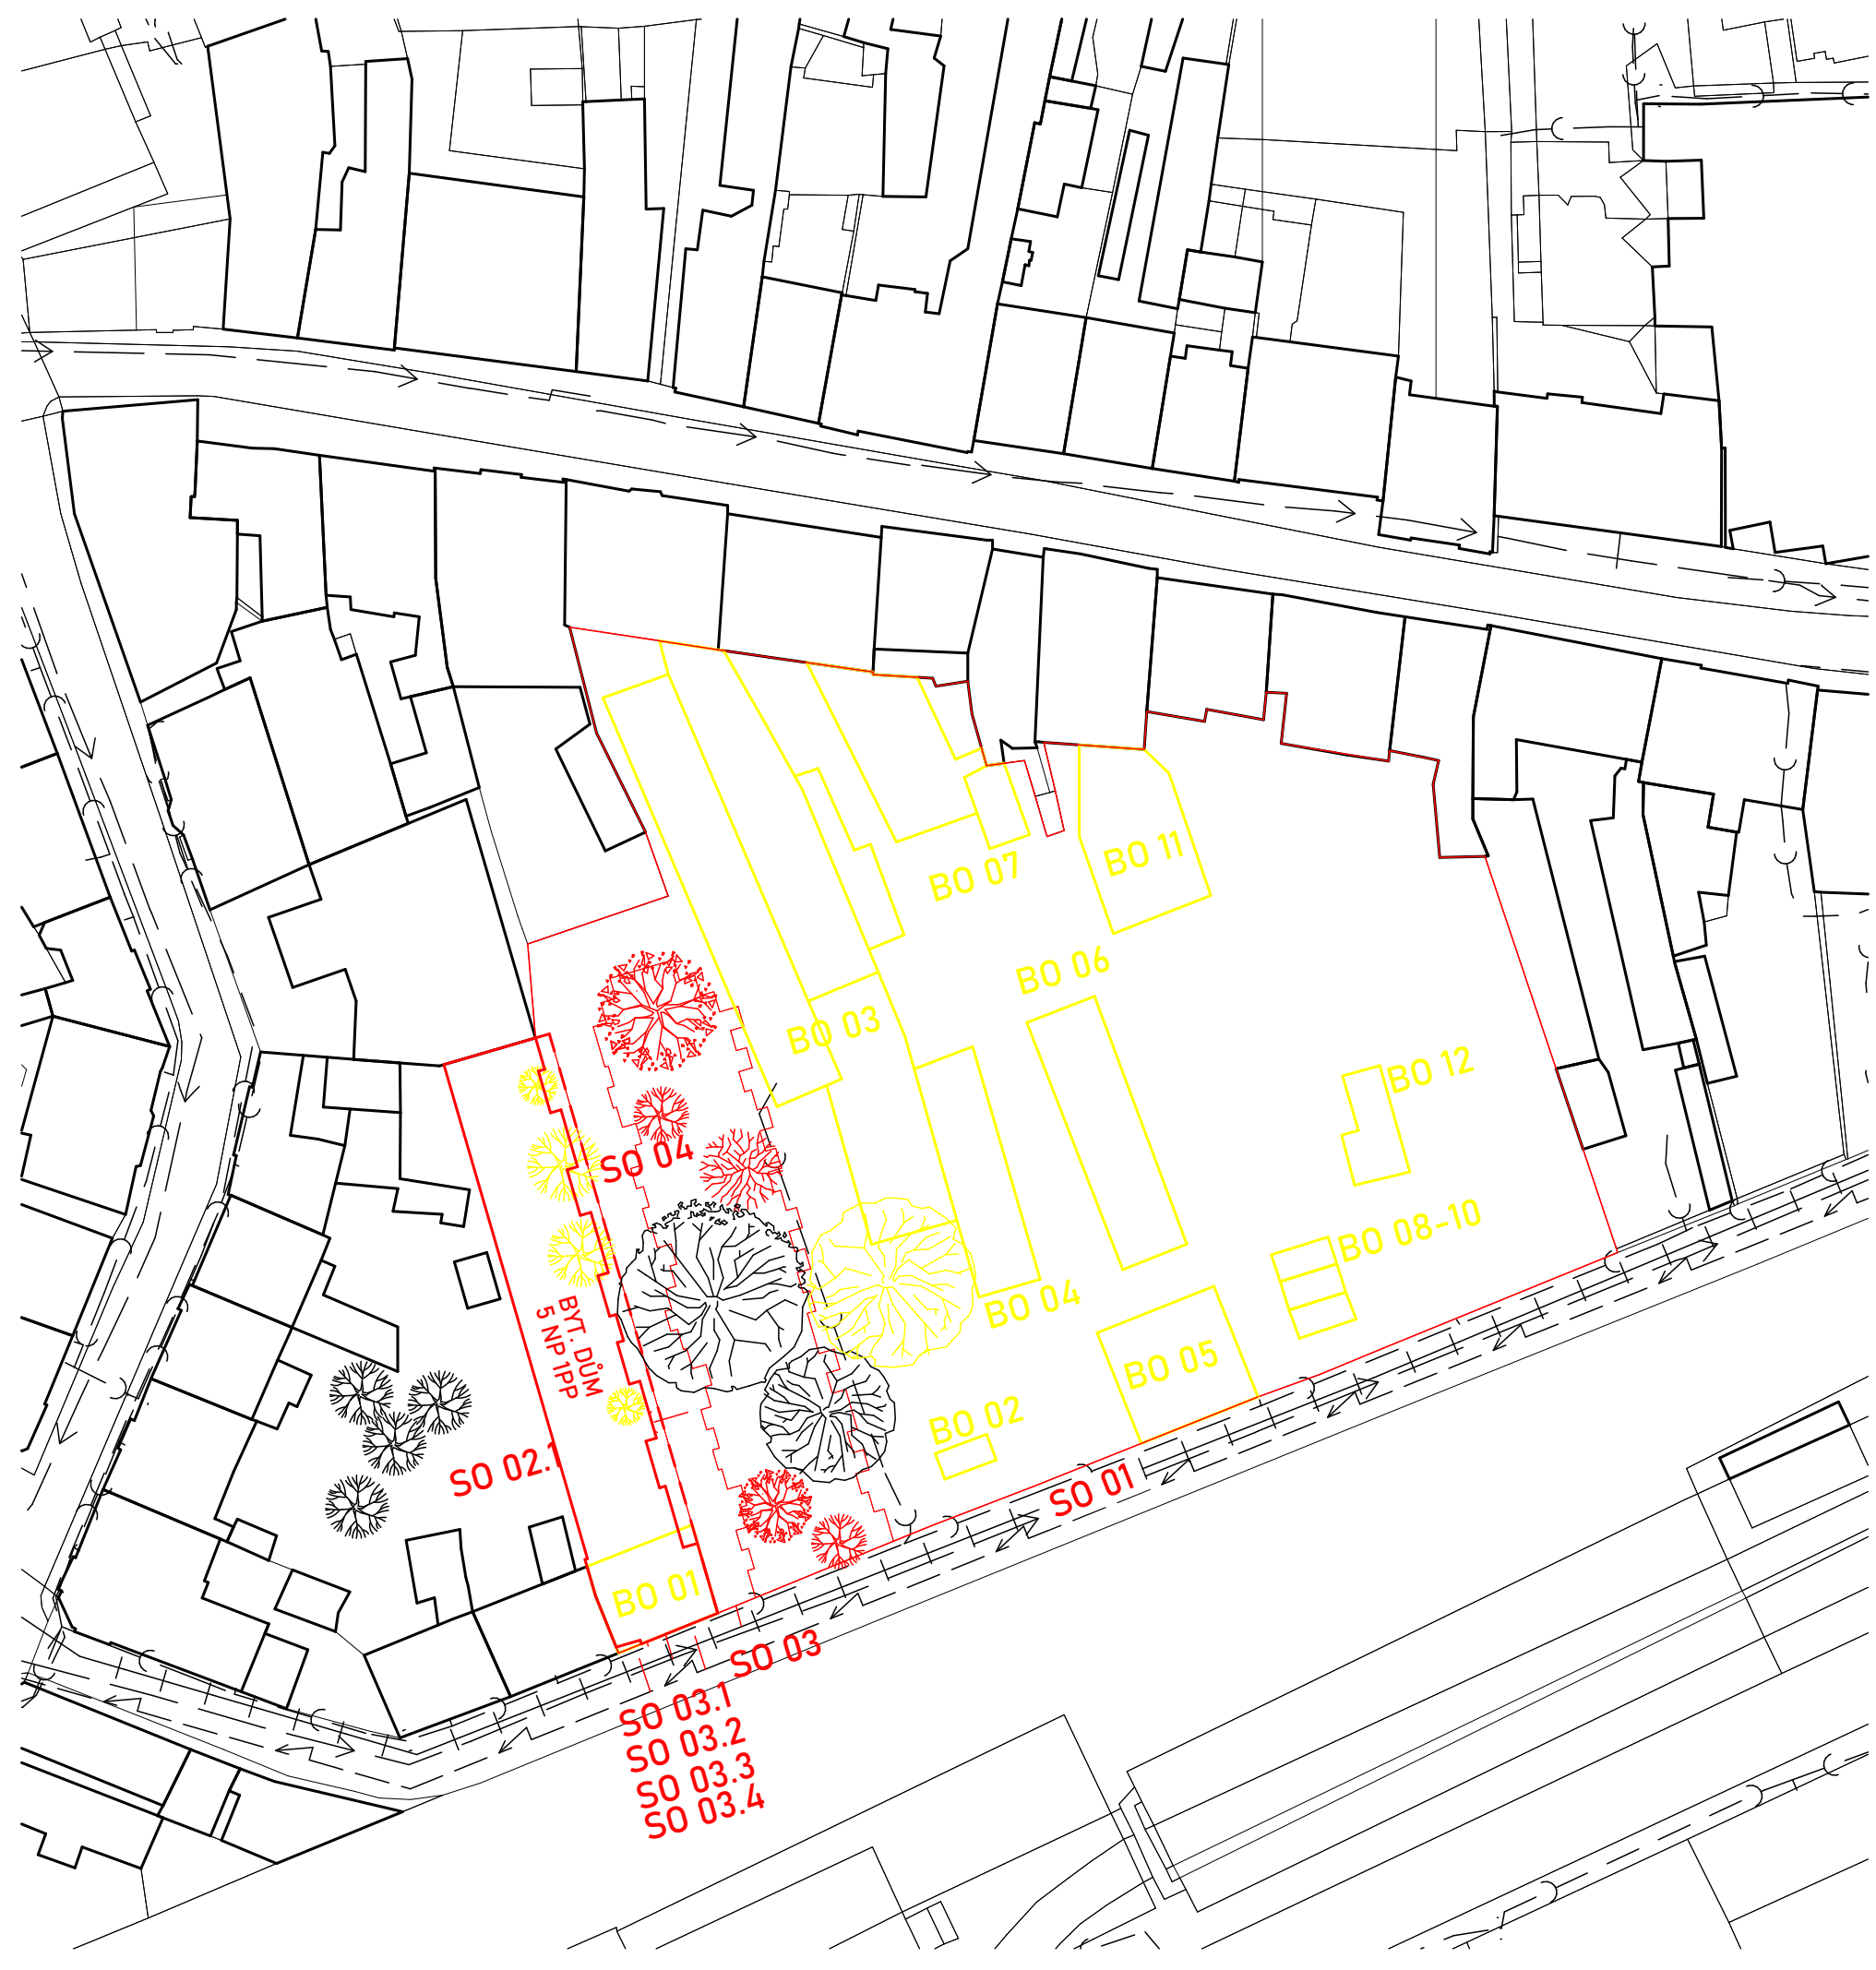 BO 07
BO 11
BO 06
BO 03
BO 12
SO 04
BO 08-10
BO 04
BYT. DŮM
5 NP 1PP
BO 05
BO 02
SO 02.1
SO 01
BO 01
SO 03
SO 03.1
SO 03.2
SO 03.3
SO 03.4